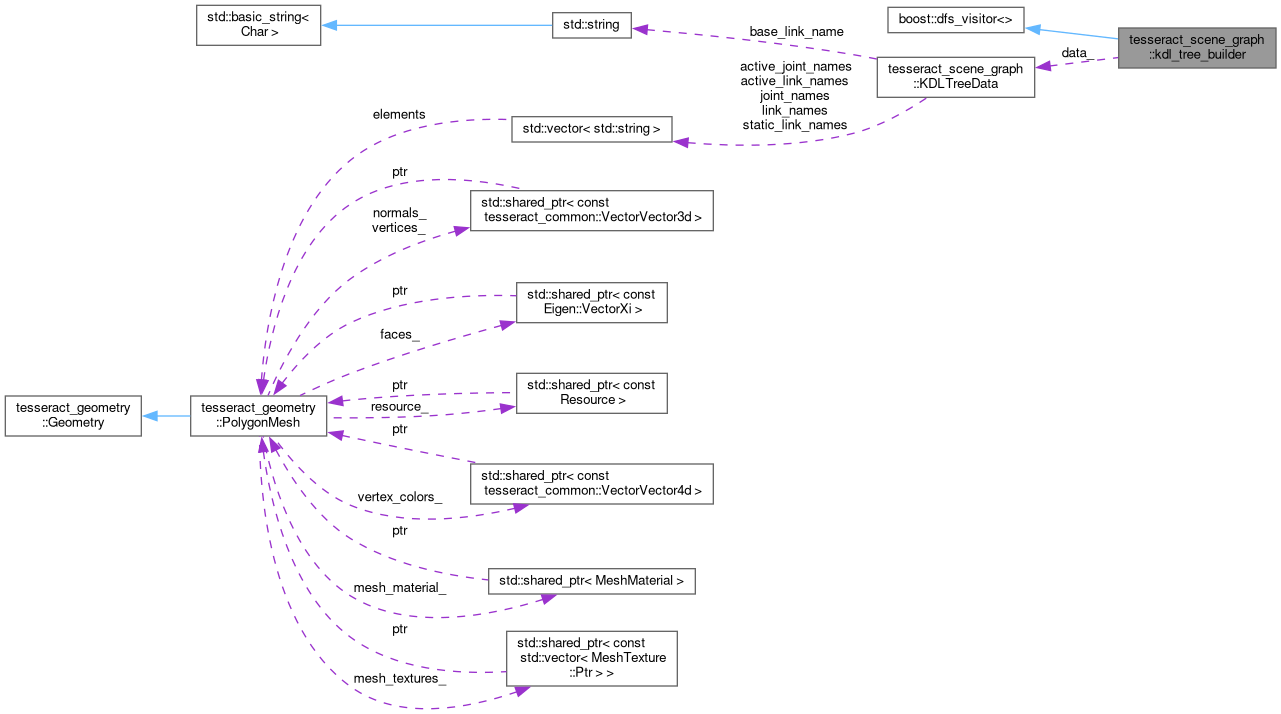 std::basic_string<
Char >
std::string
boost::dfs_visitor<>
tesseract_scene_graph
::kdl_tree_builder
base_link_name
data_
tesseract_scene_graph
::KDLTreeData
active_joint_names
active_link_names
joint_names
link_names
static_link_names
elements
std::vector< std::string >
ptr
std::shared_ptr< const
tesseract_common::VectorVector3d >
normals_
vertices_
ptr
std::shared_ptr< const
Eigen::VectorXi >
faces_
ptr
std::shared_ptr< const
Resource >
resource_
tesseract_geometry
::Geometry
tesseract_geometry
::PolygonMesh
ptr
std::shared_ptr< const
tesseract_common::VectorVector4d >
vertex_colors_
ptr
std::shared_ptr< MeshMaterial >
mesh_material_
ptr
std::shared_ptr< const
std::vector< MeshTexture
::Ptr > >
mesh_textures_